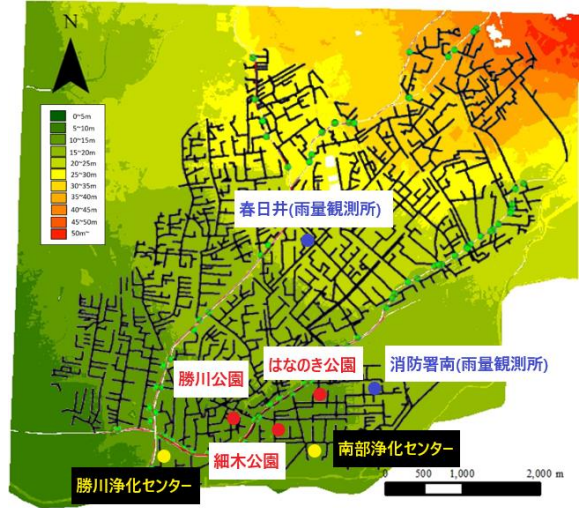 N
0~5m
5~10m
10~15m
15~20m
20~25m
25~30m
30~35m
35~40m
40~45m
45~50m
50m~
春日井(雨量観測所)
はなのき公園
消防署南(雨量観測所)
勝川公園
細木公園
南部浄化センター
勝川浄化センター
0 500 1,000 2,000 m